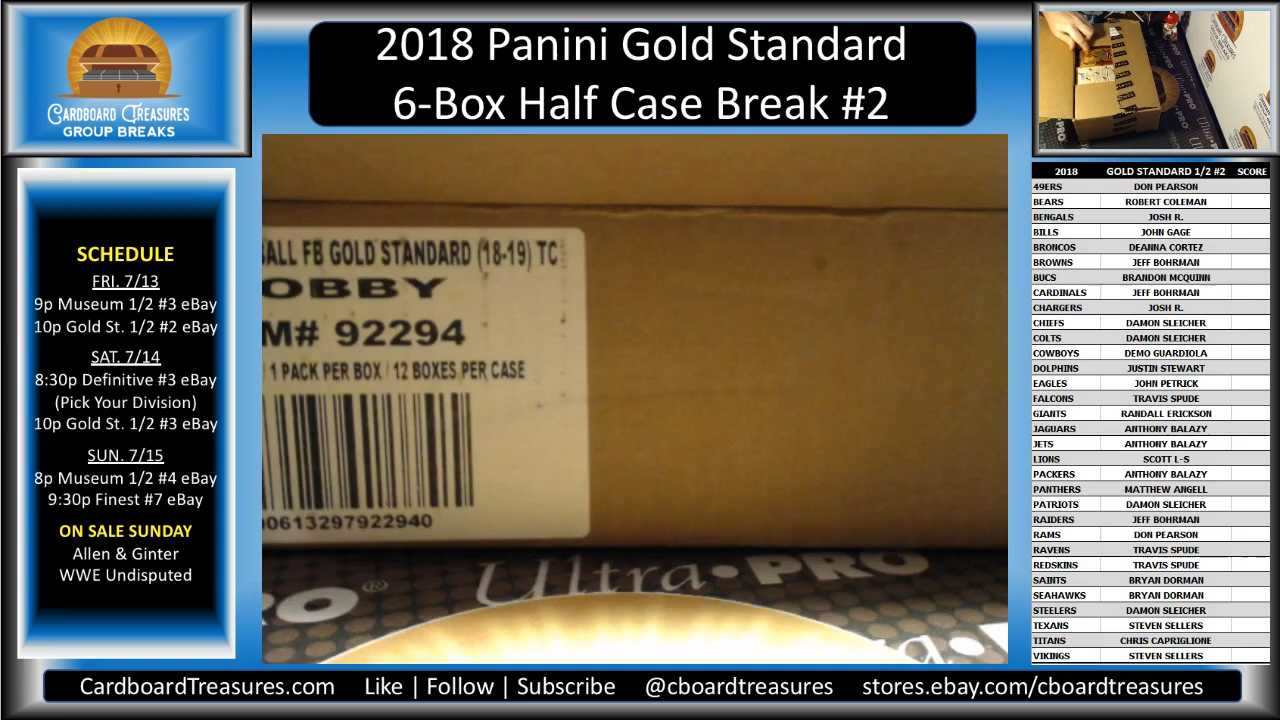 CARDBOARD TREASURES
GROUP BREAKS
2018 Panini Gold Standard
6-Box Half Case Break #2
SCHEDULE
FRI. 7/13
9p Museum 1/2 #3 eBay
10p Gold St. 1/2 #2 eBay
SAT. 7/14
8:30p Definitive #3 eBay
(Pick Your Division)
10p Gold St. 1/2 #3 eBay
SUN. 7/15
8p Museum 1/2 #4 eBay
9:30p Finest #7 eBay
ON SALE SUNDAY
Allen & Ginter
WWE Undisputed
BALL FB GOLD STANDARD (18-19) TC
OBBY
M# 92294
/ 1 PACK PER BOX / 12 BOXES PER CASE
00613297922940
RO®
Ultra•PRO
Ultra•PRO
2018 GOLD STANDARD 1/2 #2 SCORE
49ERS DON PEARSON
BEARS ROBERT COLEMAN
BENGALS JOSH R.
BILLS JOHN GAGE
BRONCOS DEANNA CORTEZ
BROWNS JEFF BOHRMAN
BUCS BRANDON MCQUINN
CARDINALS JEFF BOHRMAN
CHARGERS JOSH R.
CHIEFS DAMON SLEICHER
COLTS DAMON SLEICHER
COWBOYS DEMO GUARDIOLA
DOLPHINS JUSTIN STEWART
EAGLES JOHN PETRICK
FALCONS TRAVIS SPUDE
GIANTS RANDALL ERICKSON
JAGUARS ANTHONY BALAZY
JETS ANTHONY BALAZY
LIONS SCOTT L-S
PACKERS ANTHONY BALAZY
PANTHERS MATTHEW ANGELL
PATRIOTS DAMON SLEICHER
RAIDERS JEFF BOHRMAN
RAMS DON PEARSON
RAVENS TRAVIS SPUDE
REDSKINS TRAVIS SPUDE
SAINTS BRYAN DORMAN
SEAHAWKS BRYAN DORMAN
STEELERS DAMON SLEICHER
TEXANS STEVEN SELLERS
TITANS CHRIS CAPRIGLIONE
VIKINGS STEVEN SELLERS
CardboardTreasures.com Like | Follow | Subscribe @cboardtreasures stores.ebay.com/cboardtreasures